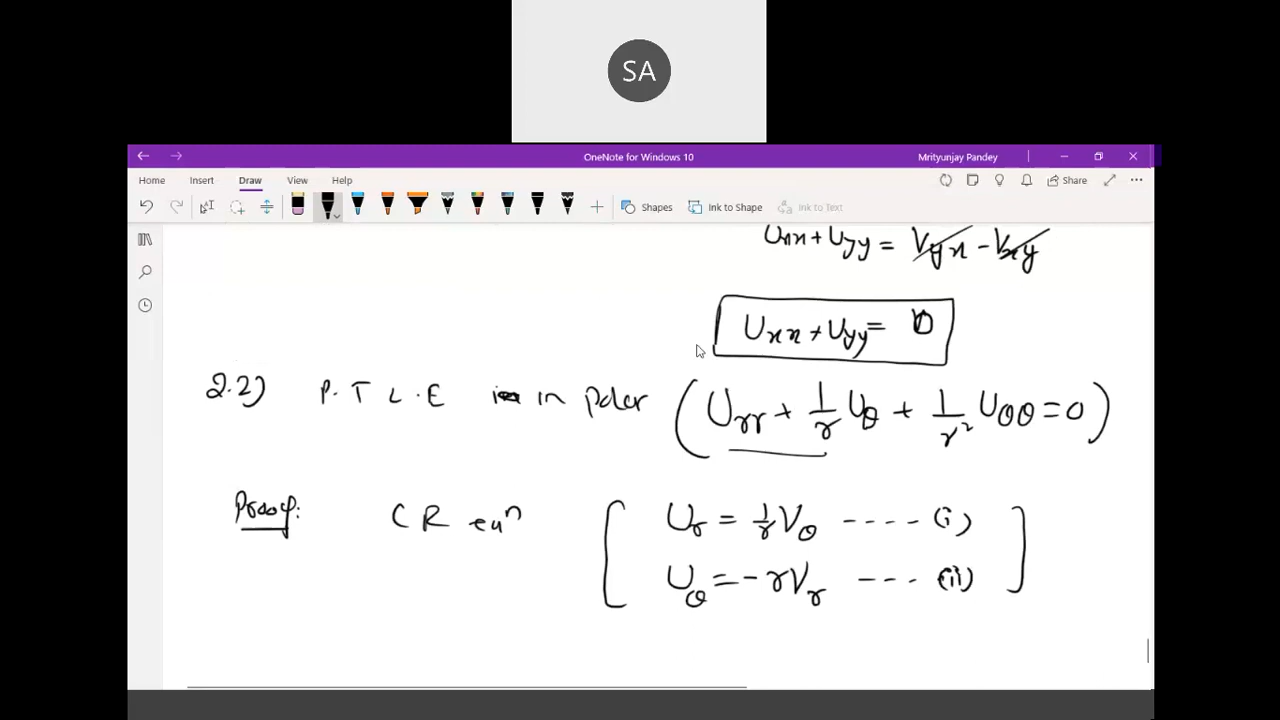 SA
OneNote for Windows 10
Mrityunjay Pandey
Home Insert Draw View Help
Share
Shapes Ink to Shape Ink to Text
Uxx + Uyy = Vyx - Vxy
Uxx + Uyy = 0
2.2) P. T L. E in polar (Urr + 1/r Uθ + 1/r² Uθθ = 0)
Proof: CR eqⁿ [ Ur = 1/r Vθ ---- (i)
Uθ = - r Vr --- (ii) ]